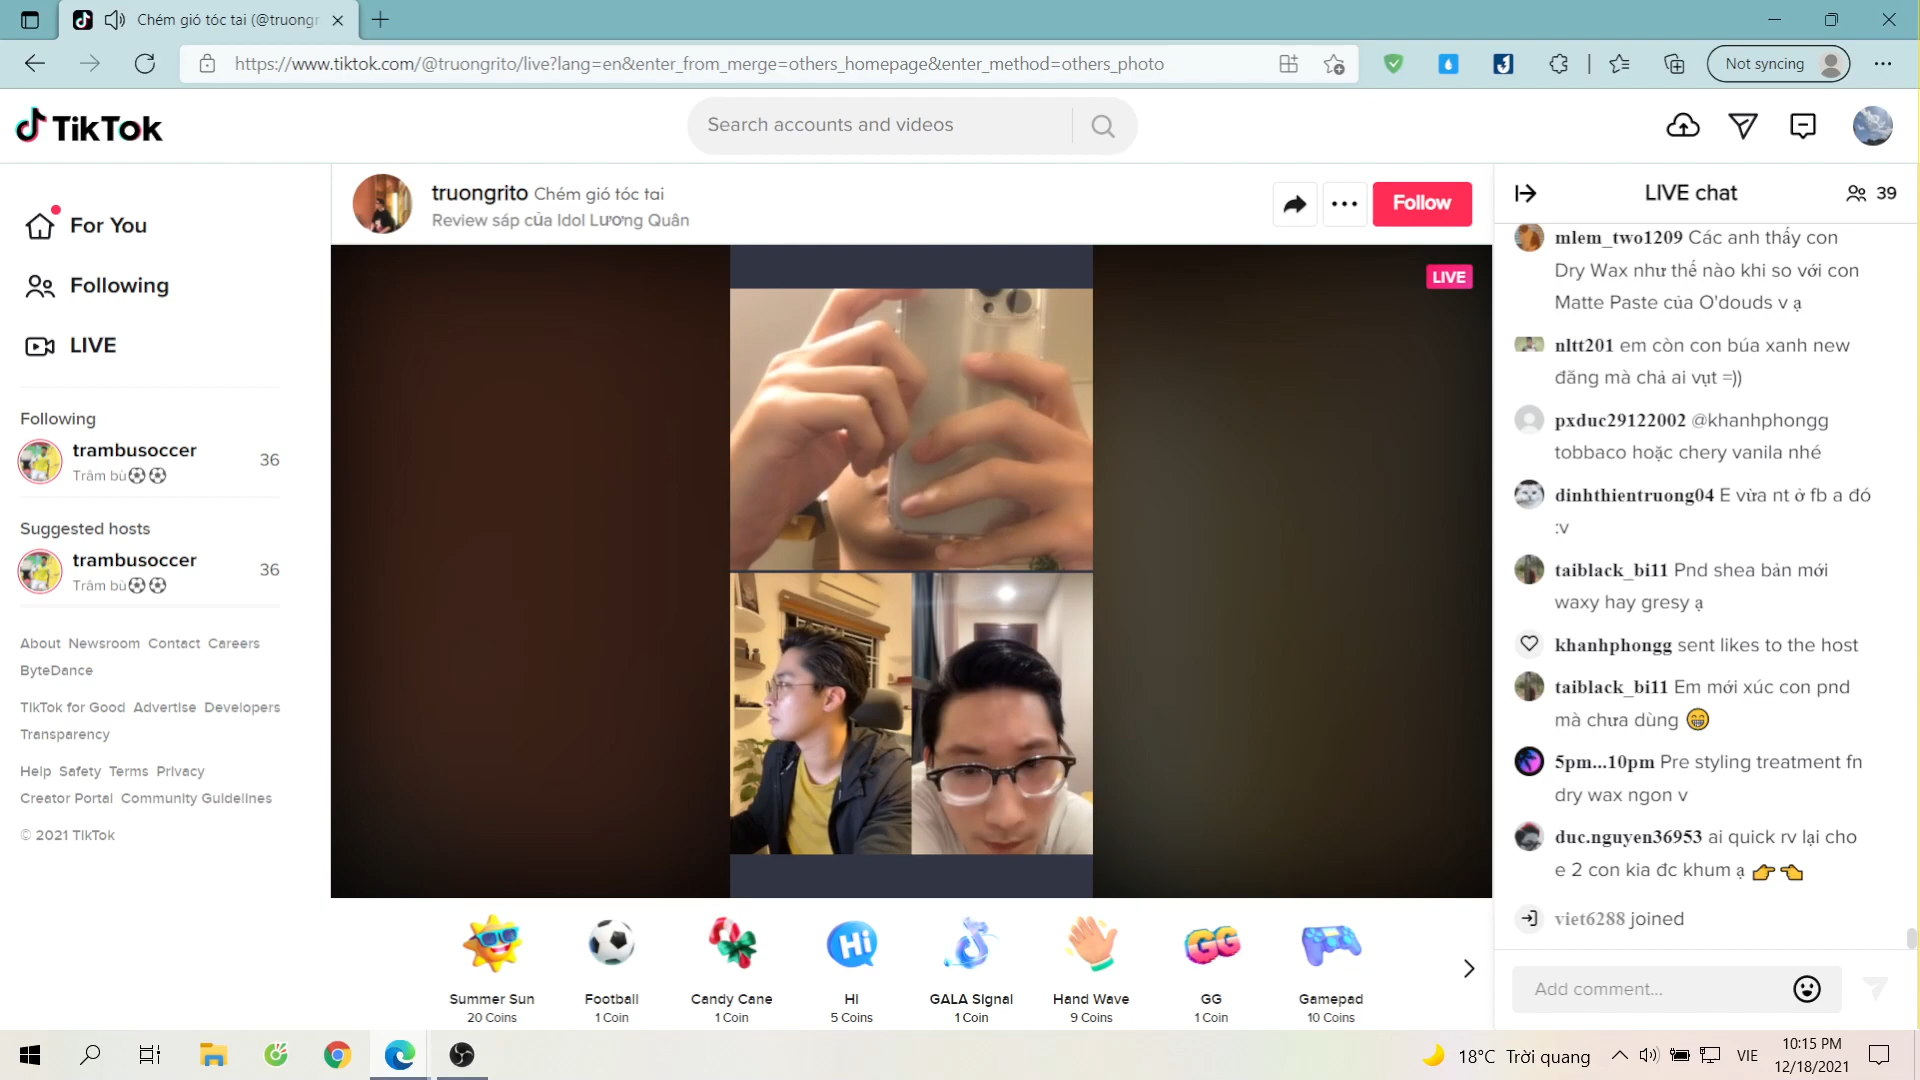 Chém gió tóc tai (@truongr
https://www.tiktok.com/@truongrito/live?lang=en&enter_from_merge=others_homepage&enter_method=others_photo
Not syncing
TikTok
Search accounts and videos
For You
Following
LIVE
Following
trambusoccer
Trâm bù⚽⚽
36
Suggested hosts
trambusoccer
Trâm bù⚽⚽
36
About Newsroom Contact Careers
ByteDance
TikTok for Good Advertise Developers
Transparency
Help Safety Terms Privacy
Creator Portal Community Guidelines
© 2021 TikTok
truongrito Chém gió tóc tai
Review sáp của Idol Lương Quân
Follow
LIVE
Summer Sun
20 Coins
Football
1 Coin
Candy Cane
1 Coin
Hi
HI
5 Coins
GALA Signal
1 Coin
Hand Wave
9 Coins
GG
GG
1 Coin
Gamepad
10 Coins
LIVE chat
39
mlem_two1209 Các anh thấy con
Dry Wax như thế nào khi so với con
Matte Paste của O'douds v ạ
nltt201 em còn con búa xanh new
đăng mà chả ai vụt =))
pxduc29122002 @khanhphongg
tobbaco hoặc chery vanila nhé
dinhthientruong04 E vừa nt ở fb a đó
:v
taiblack_bi11 Pnd shea bản mới
waxy hay gresy ạ
khanhphongg sent likes to the host
taiblack_bi11 Em mới xúc con pnd
mà chưa dùng 😁
5pm...10pm Pre styling treatment fn
dry wax ngon v
duc.nguyen36953 ai quick rv lại cho
e 2 con kia đc khum ạ 👉👈
viet6288 joined
Add comment...
18°C Trời quang
VIE
10:15 PM
12/18/2021